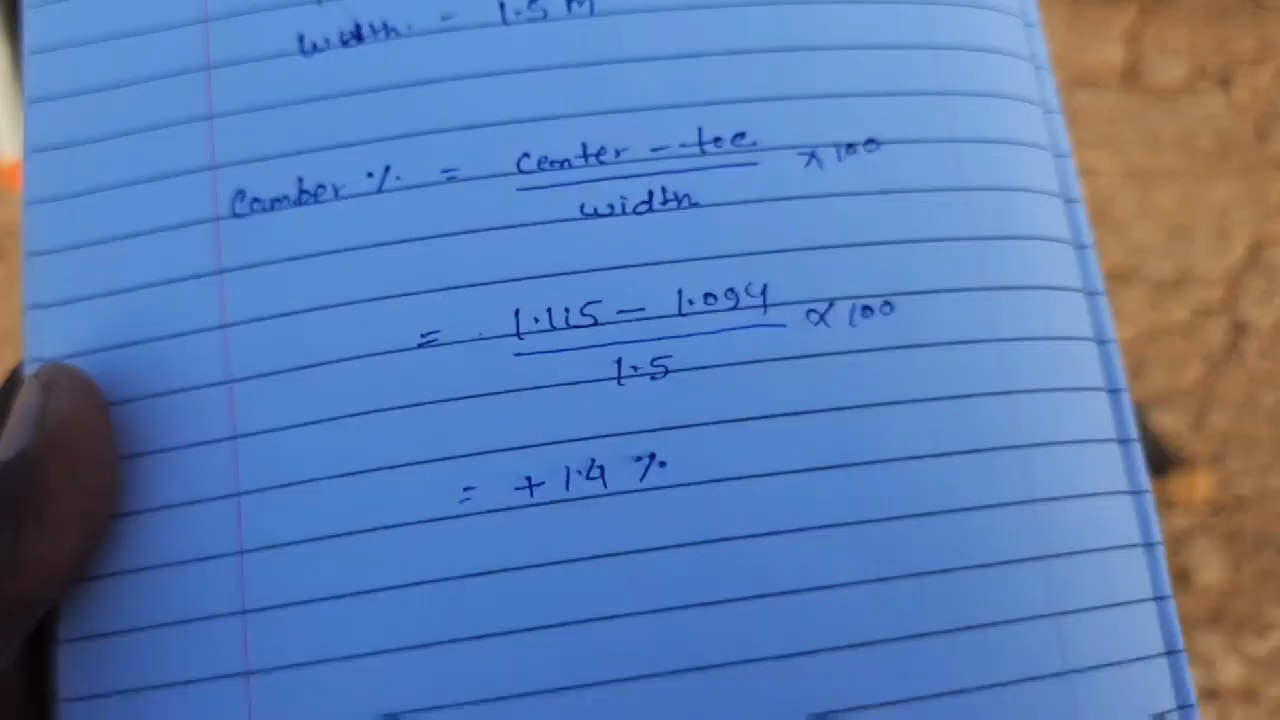 width. - 1.5 M
Camber % = center - toe x 100
width
= 1.115 - 1.094 x 100
1.5
= + 1.4 %